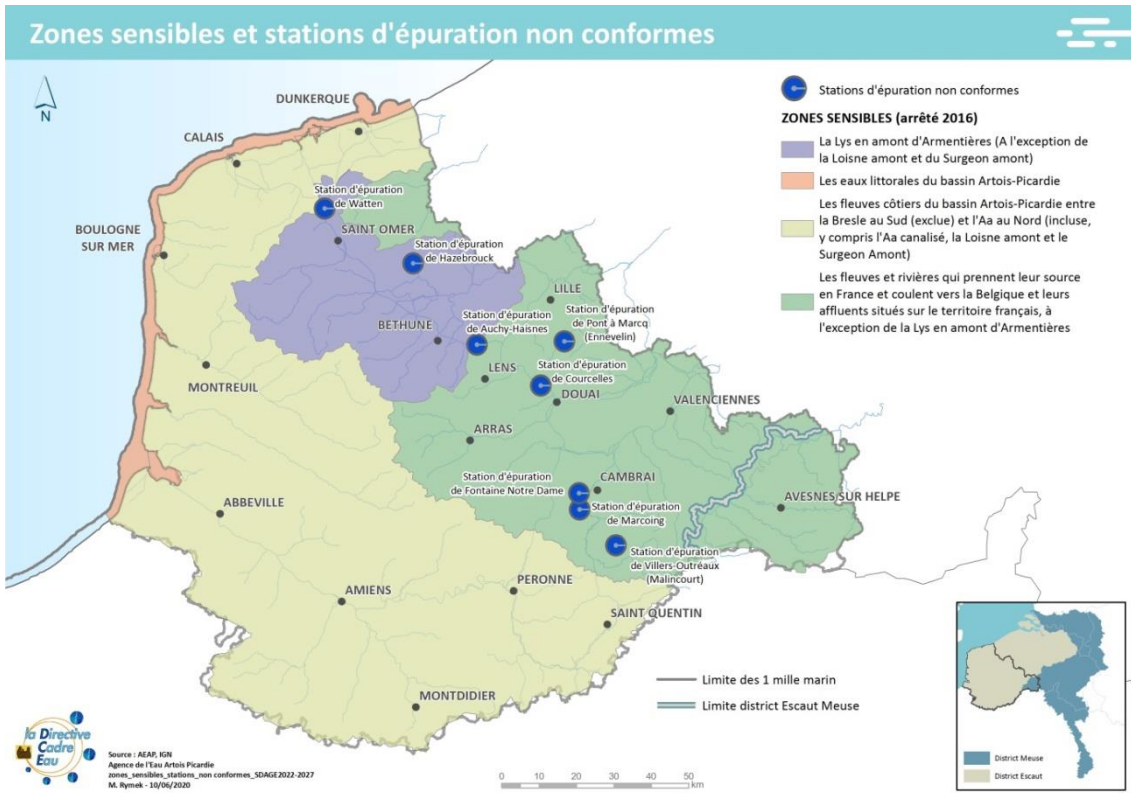 Zones sensibles et stations d'épuration non conformes
N
DUNKERQUE
CALAIS
Station d'épuration
de Watten
BOULOGNE
SUR MER
SAINT OMER
Station d'épuration
de Hazebrouck
LILLE
Station d'épuration
de Auchy-Haisnes
Station d'épuration
de Pont à Marcq
(Ennevelin)
BETHUNE
LENS
Station d'épuration
de Courcelles
MONTREUIL
DOUAI
VALENCIENNES
ARRAS
Station d'épuration
de Fontaine Notre Dame
CAMBRAI
Station d'épuration
de Marcoing
AVESNES SUR HELPE
ABBEVILLE
Station d'épuration
de Villers-Outréaux
(Malincourt)
PERONNE
AMIENS
SAINT QUENTIN
MONTDIDIER
Stations d'épuration non conformes
ZONES SENSIBLES (arrêté 2016)
La Lys en amont d'Armentières (A l'exception de
la Loisne amont et du Surgeon amont)
Les eaux littorales du bassin Artois-Picardie
Les fleuves côtiers du bassin Artois-Picardie entre
la Bresle au Sud (exclue) et l'Aa au Nord (incluse,
y compris l'Aa canalisé, la Loisne amont et le
Surgeon Amont)
Les fleuves et rivières qui prennent leur source
en France et coulent vers la Belgique et leurs
affluents situés sur le territoire français, à
l'exception de la Lys en amont d'Armentières
Limite des 1 mille marin
Limite district Escaut Meuse
District Meuse
District Escaut
la Directive
Cadre
Eau
Source : AEAP, IGN
Agence de l'Eau Artois Picardie
zones_sensibles_stations_non conformes_SDAGE2022-2027
M. Rymek - 10/06/2020
0 10 20 30 40 50
km